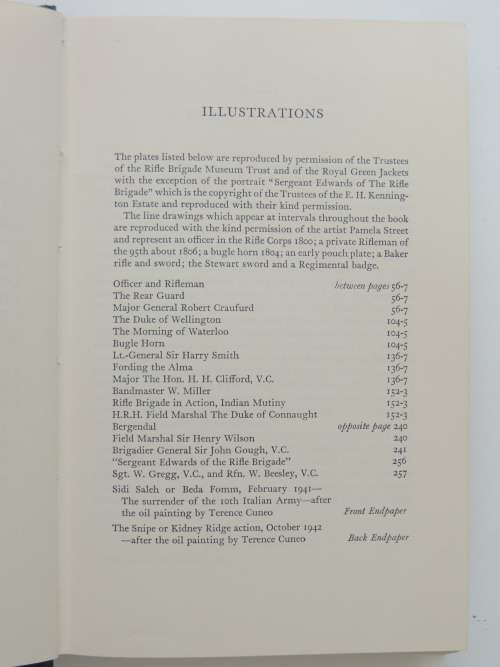 ILLUSTRATIONS
The plates listed below are reproduced by permission of the Trustees
of the Rifle Brigade Museum Trust and of the Royal Green Jackets
with the exception of the portrait "Sergeant Edwards of The Rifle
Brigade" which is the copyright of the Trustees of the E. H. Kenning-
ton Estate and reproduced with their kind permission.
The line drawings which appear at intervals throughout the book
are reproduced with the kind permission of the artist Pamela Street
and represent an officer in the Rifle Corps 1800; a private Rifleman of
the 95th about 1806; a bugle horn 1804; an early pouch plate; a Baker
rifle and sword; the Stewart sword and a Regimental badge.
Officer and Rifleman between pages 56-7
The Rear Guard 56-7
Major General Robert Craufurd 56-7
The Duke of Wellington 104-5
The Morning of Waterloo 104-5
Bugle Horn 104-5
Lt.-General Sir Harry Smith 136-7
Fording the Alma 136-7
Major The Hon. H. H. Clifford, V.C. 136-7
Bandmaster W. Miller 152-3
Rifle Brigade in Action, Indian Mutiny 152-3
H.R.H. Field Marshal The Duke of Connaught 152-3
Bergendal opposite page 240
Field Marshal Sir Henry Wilson 240
Brigadier General Sir John Gough, V.C. 241
"Sergeant Edwards of the Rifle Brigade" 256
Sgt. W. Gregg, V.C., and Rfn. W. Beesley, V.C. 257
Sidi Saleh or Beda Fomm, February 1941—
The surrender of the 10th Italian Army—after
the oil painting by Terence Cuneo Front Endpaper
The Snipe or Kidney Ridge action, October 1942
—after the oil painting by Terence Cuneo Back Endpaper